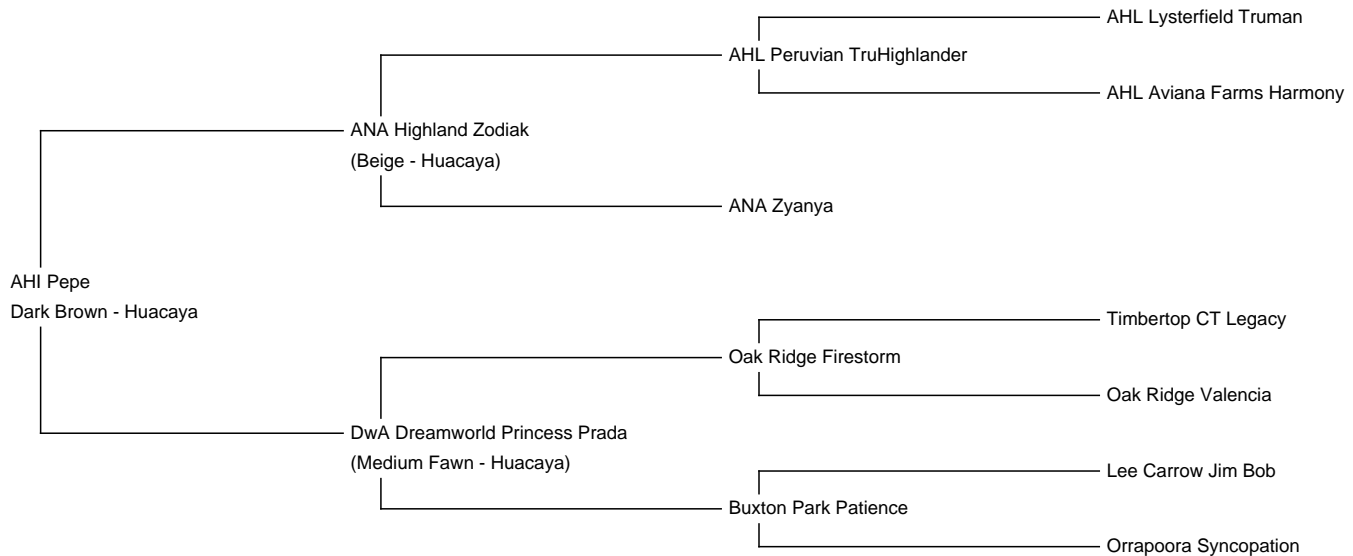 AHL Lysterfield Truman
AHL Peruvian TruHighlander
AHL Aviana Farms Harmony
ANA Highland Zodiak
(Beige - Huacaya)
ANA Zyanya
AHI Pepe
Dark Brown - Huacaya
Timbertop CT Legacy
Oak Ridge Firestorm
Oak Ridge Valencia
DwA Dreamworld Princess Prada
(Medium Fawn - Huacaya)
Lee Carrow Jim Bob
Buxton Park Patience
Orrapoora Syncopation